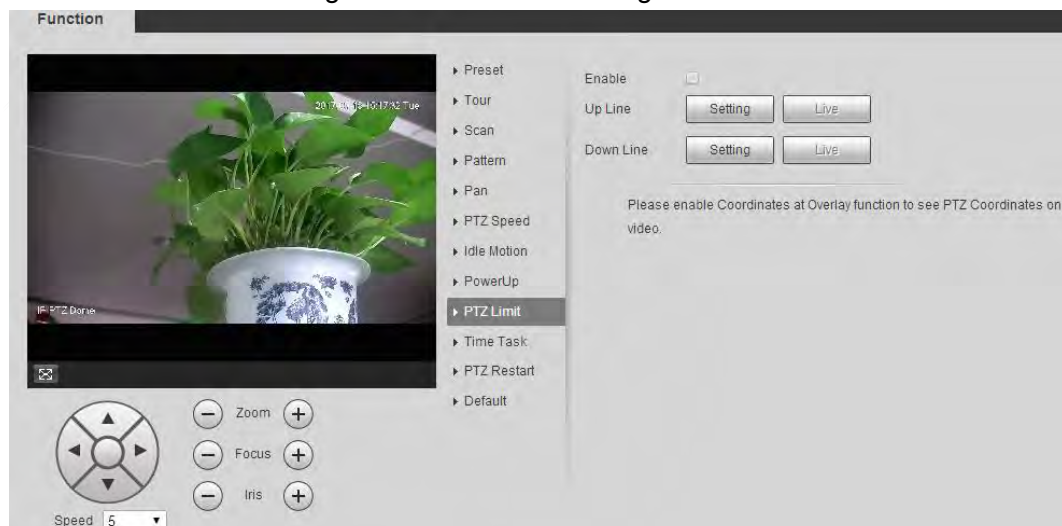 Function
Tue
Preset
Tour
Scan
Pattern
Pan
PTZ Speed
Idle Motion
PowerUp
PTZ Limit
Time Task
PTZ Restart
Default
Enable
Up Line Setting Live
Down Line Setting Live
Please enable Coordinates at Overlay function to see PTZ Coordinates on
video.
PTZ Dome
Zoom
Focus
Iris
Speed 5